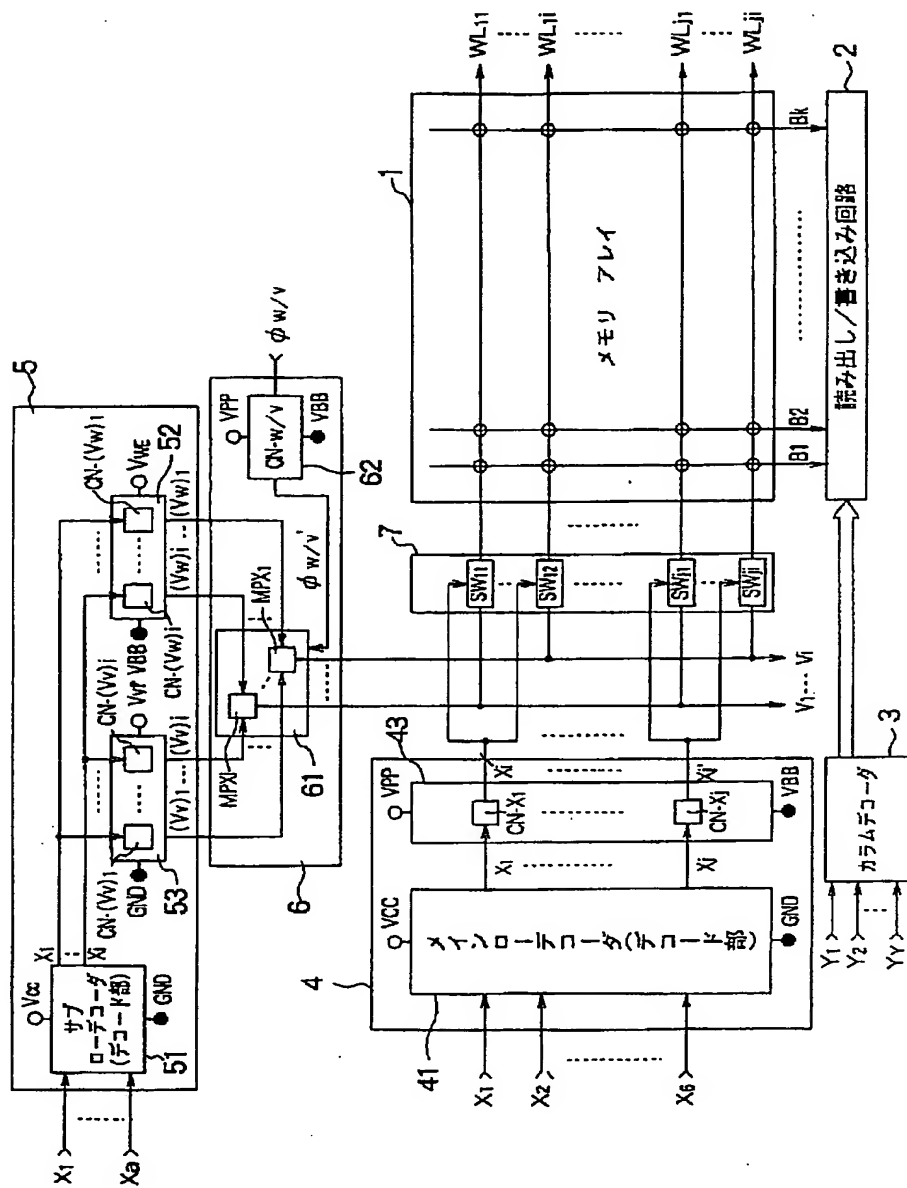 5
Vcc
サブ
ローデコーダ
(デコード部)
51
GND
X1
Xa
X1
Xi
CN-(Vv)1
GND
53
VVP
CN-(Vv)i
(Vv)1
(Vv)i
VBB
CN-(Vw)i
CN-(Vw)1
VWE
52
(Vw)i
(Vw)1
6
MPXi
MPX1
61
φw/v'
VPP
CN-w/v
VBB
62
φw/v
4
VCC
メインローデコーダ(デコード部)
GND
41
X1
X2
X6
43
VPP
CN-X1
CN-Xj
VBB
X1
Xj
Xi
Xj'
V1
Vi
7
SW11
SW12
SWj1
SWji
1
メモリ アレイ
WL11
WL1i
WLj1
WLji
B1
B2
Bk
2
読み出し/書き込み回路
3
カラムデコーダ
Y1
Y2
YY